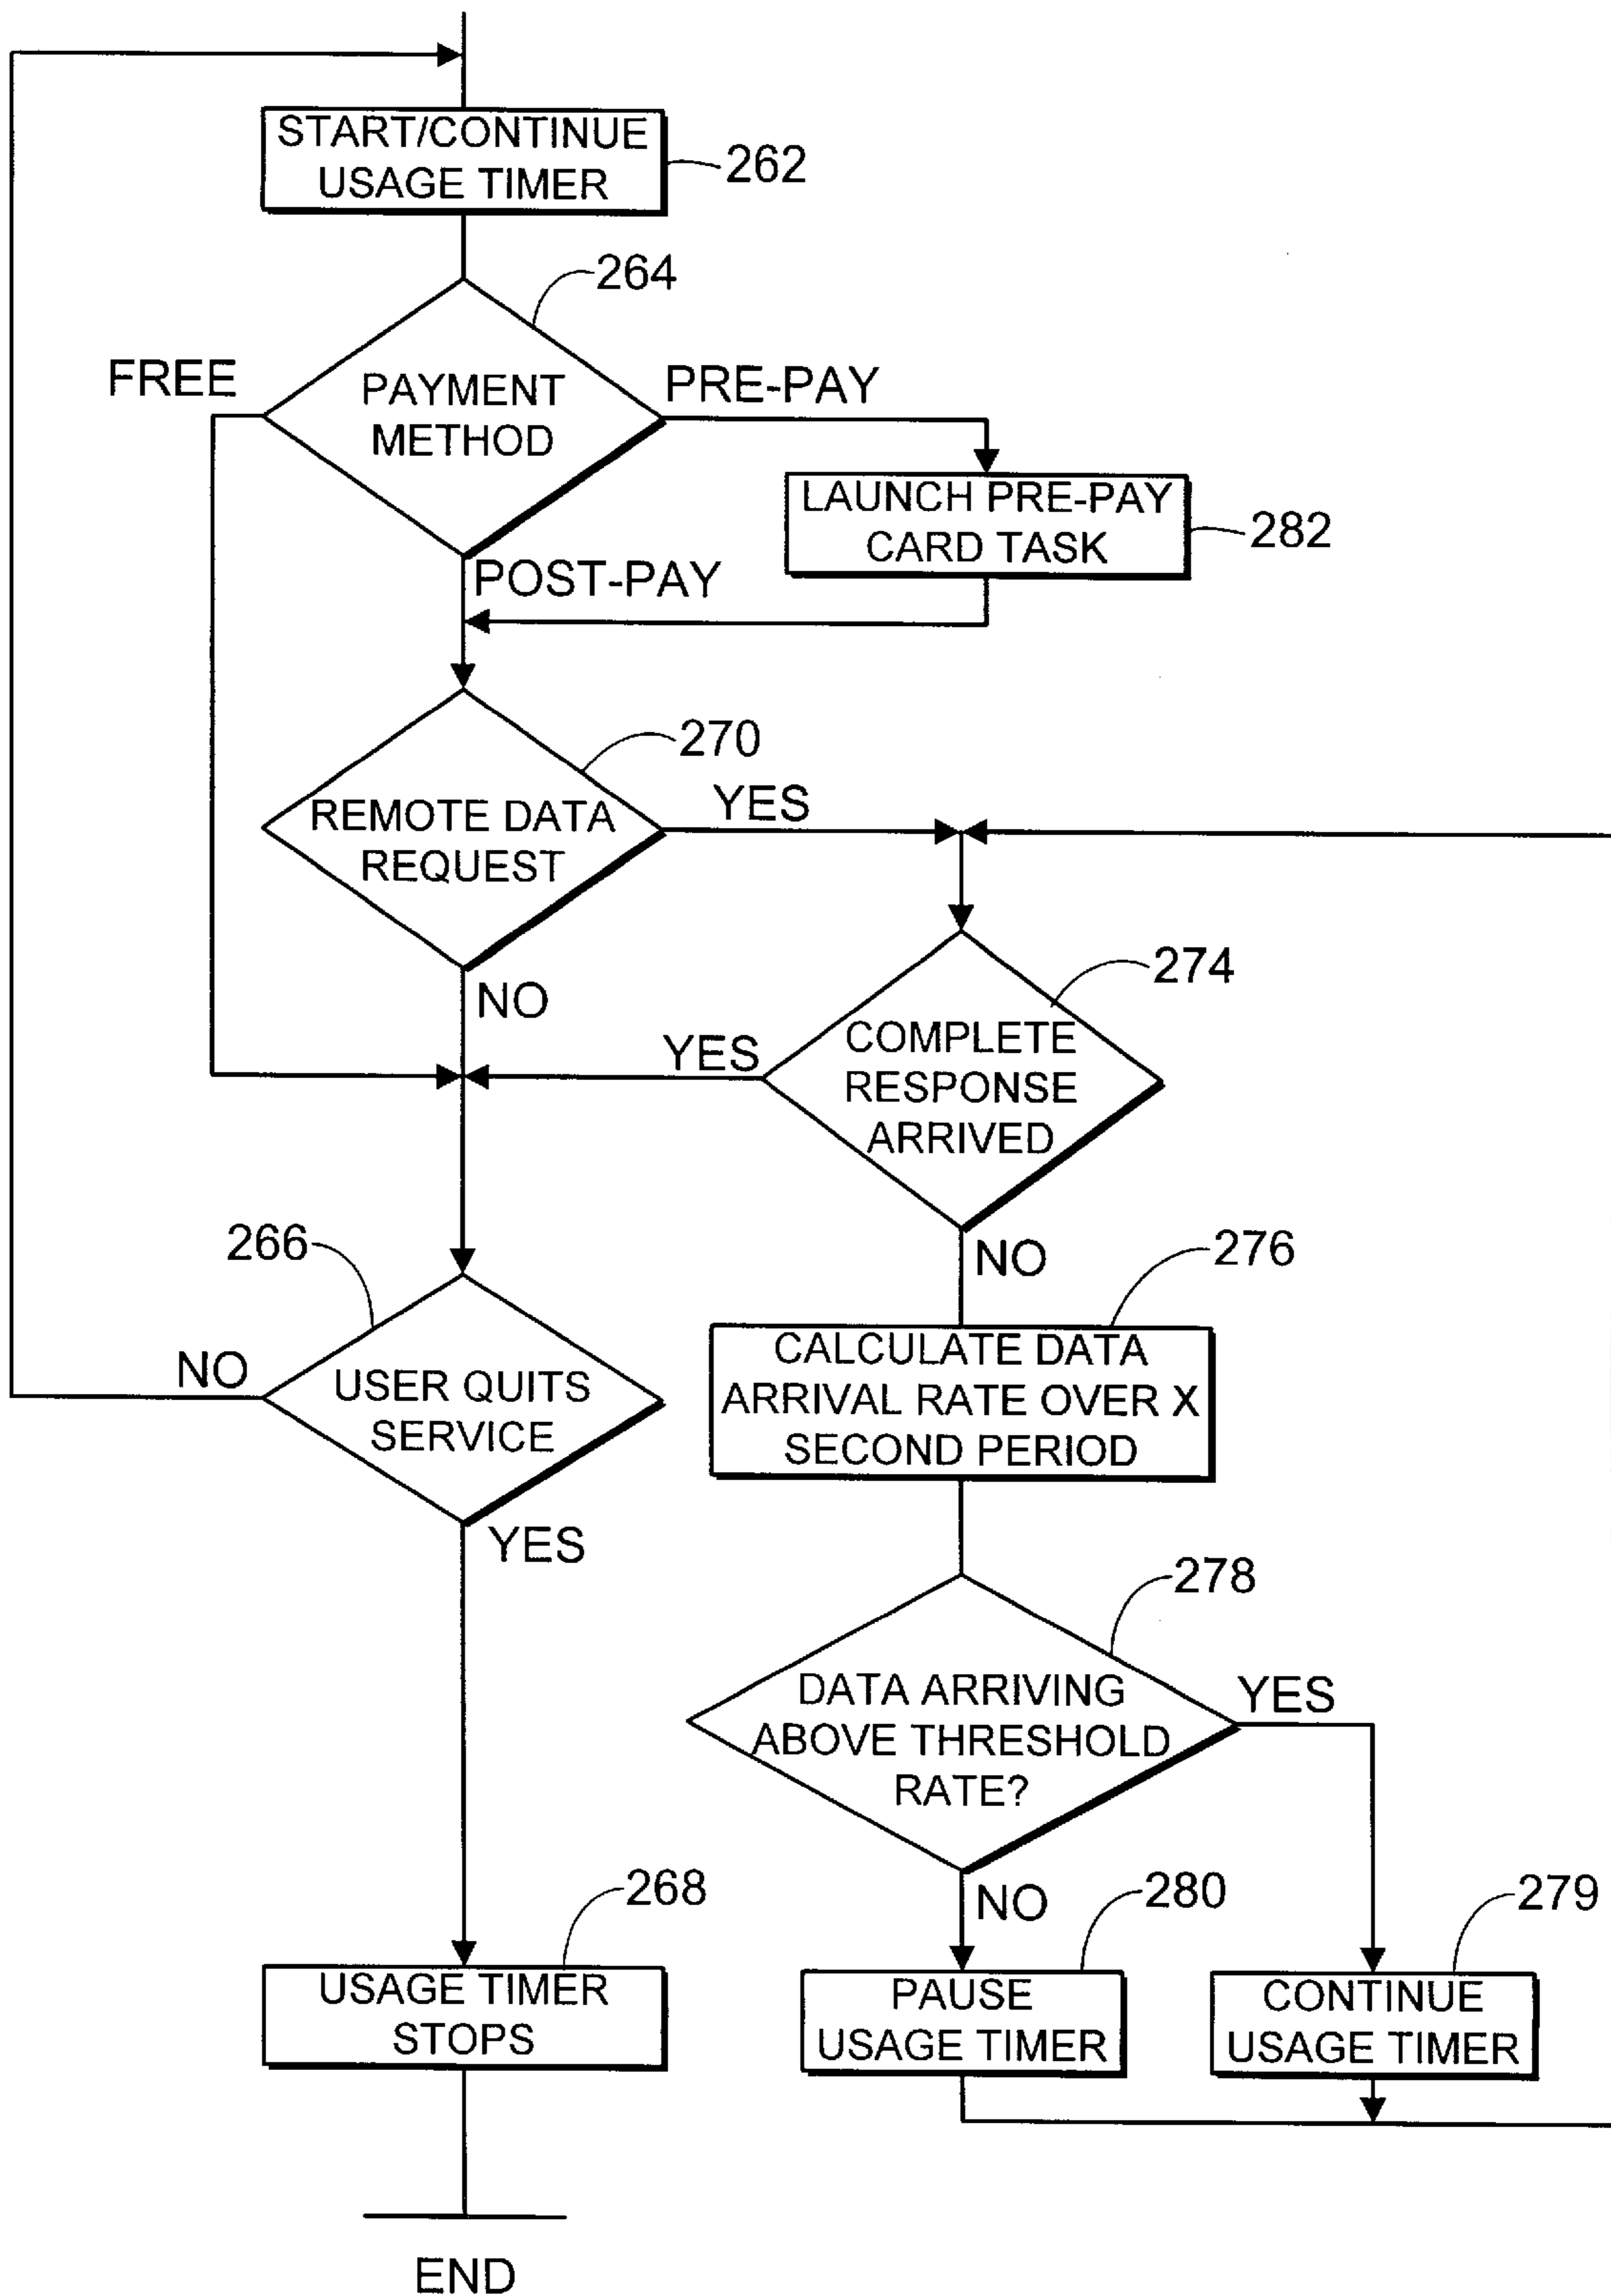 START/CONTINUE
USAGE TIMER
262
264
FREE
PAYMENT
METHOD
PRE-PAY
LAUNCH PRE-PAY
CARD TASK
282
POST-PAY
270
REMOTE DATA
REQUEST
YES
NO
274
COMPLETE
RESPONSE
ARRIVED
YES
NO
266
USER QUITS
SERVICE
NO
YES
276
CALCULATE DATA
ARRIVAL RATE OVER X
SECOND PERIOD
278
DATA ARRIVING
ABOVE THRESHOLD
RATE?
YES
NO
268
USAGE TIMER
STOPS
280
PAUSE
USAGE TIMER
279
CONTINUE
USAGE TIMER
END